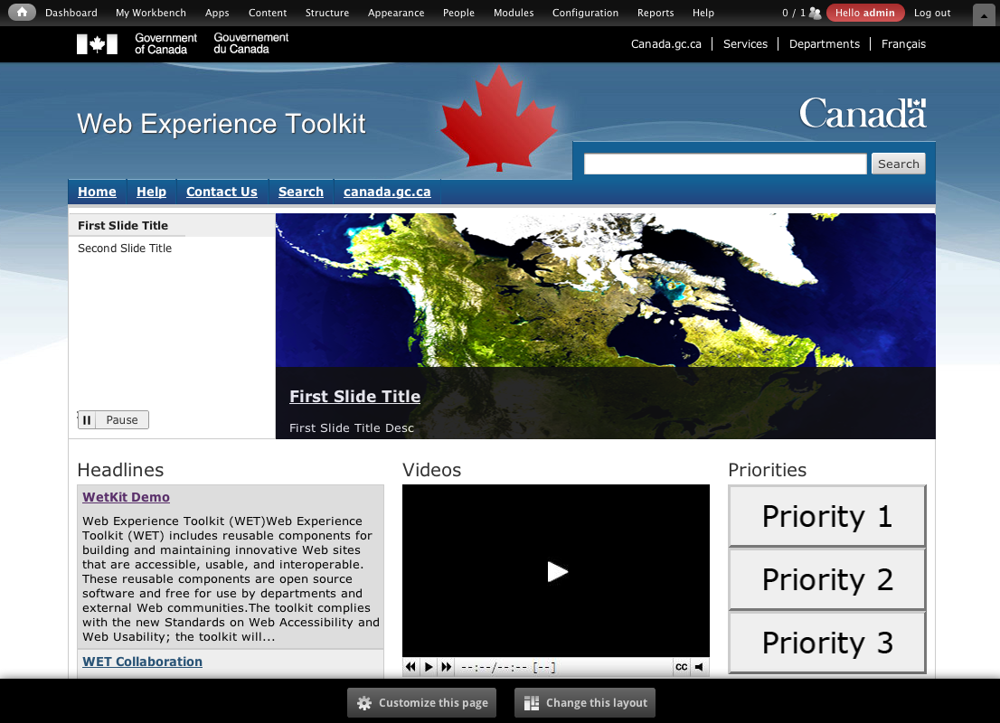 Dashboard My Workbench Apps Content Structure Appearance People Modules Configuration Reports Help 0 / 1 Hello admin Log out
Government of Canada
Gouvernement du Canada
Canada.gc.ca Services Departments Français
Web Experience Toolkit
Canada
Search
Home Help Contact Us Search canada.gc.ca
First Slide Title
Second Slide Title
Pause
First Slide Title
First Slide Title Desc
Headlines
WetKit Demo
Web Experience Toolkit (WET)Web Experience
Toolkit (WET) includes reusable components for
building and maintaining innovative Web sites
that are accessible, usable, and interoperable.
These reusable components are open source
software and free for use by departments and
external Web communities.The toolkit complies
with the new Standards on Web Accessibility and
Web Usability; the toolkit will...
WET Collaboration
Videos
--:--/--:-- [--] CC
Priorities
Priority 1
Priority 2
Priority 3
Customize this page Change this layout